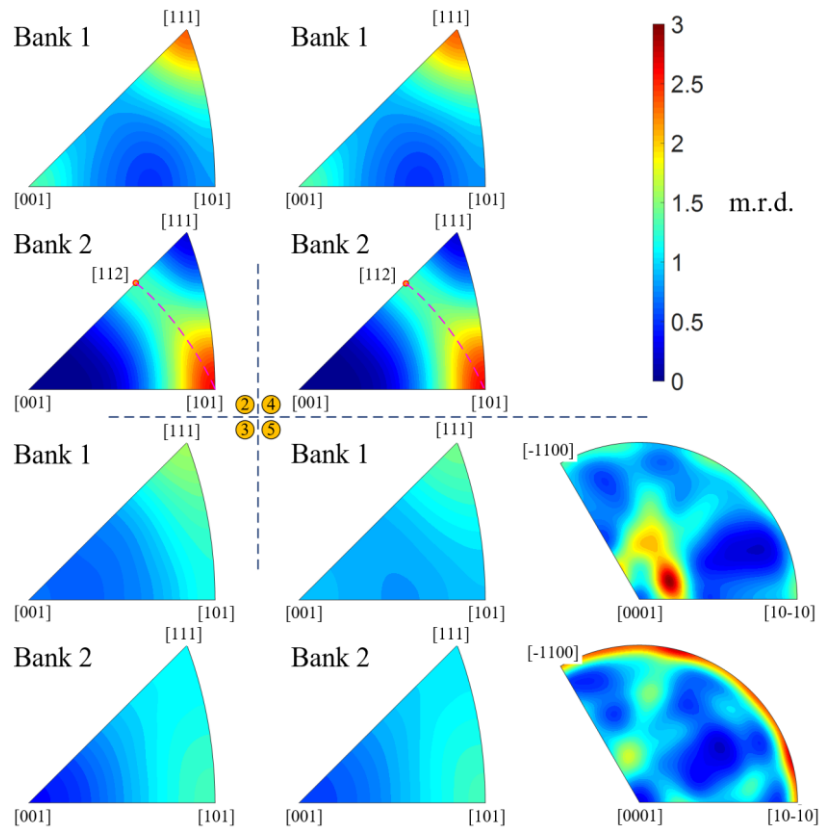 [111] [111] 3
Bank 1 Bank 1
2.5
2
[001] [101] [001] [101] 1.5 m.r.d.
[111] [111]
Bank 2 Bank 2
[112] [112] 1
0.5
0
[001] [101] [001] [101]
2 4
3 5
[111] [111]
Bank 1 Bank 1 [-1100]
[001] [101] [001] [101] [0001] [10-10]
[111] [111]
Bank 2 Bank 2 [-1100]
[001] [101] [001] [101] [0001] [10-10]